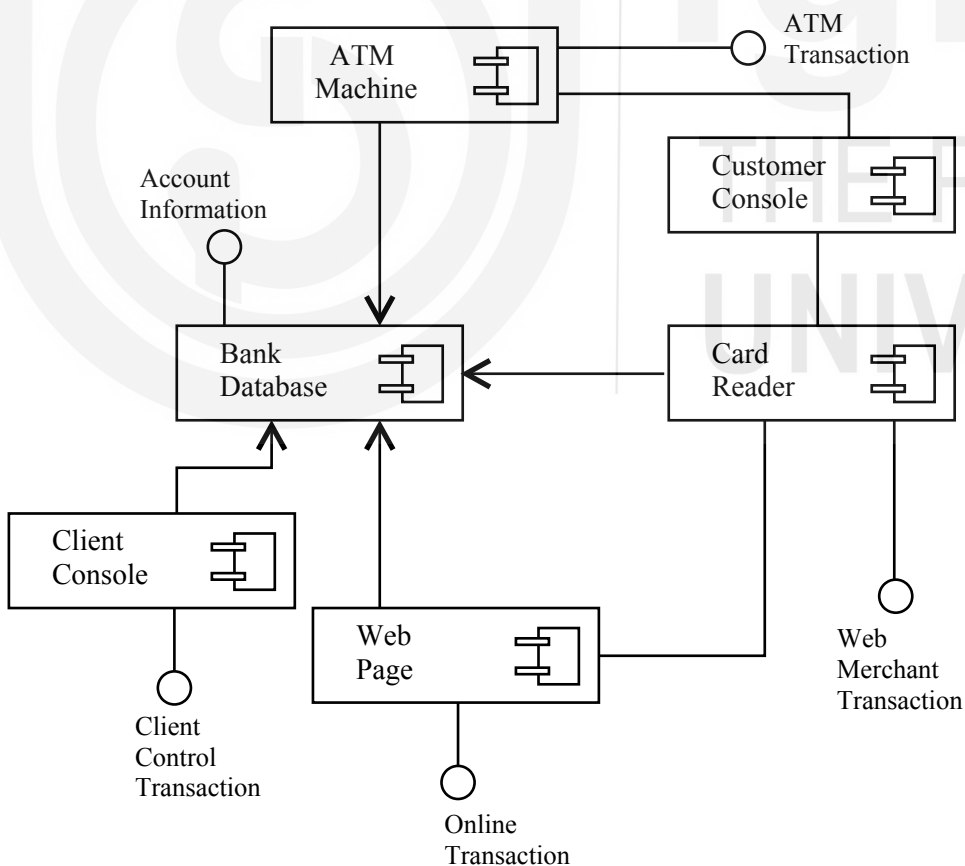 ATM
Machine
ATM
Transaction
Customer
Console
Account
Information
Bank
Database
Card
Reader
Client
Console
Web
Page
Web
Merchant
Transaction
Client
Control
Transaction
Online
Transaction